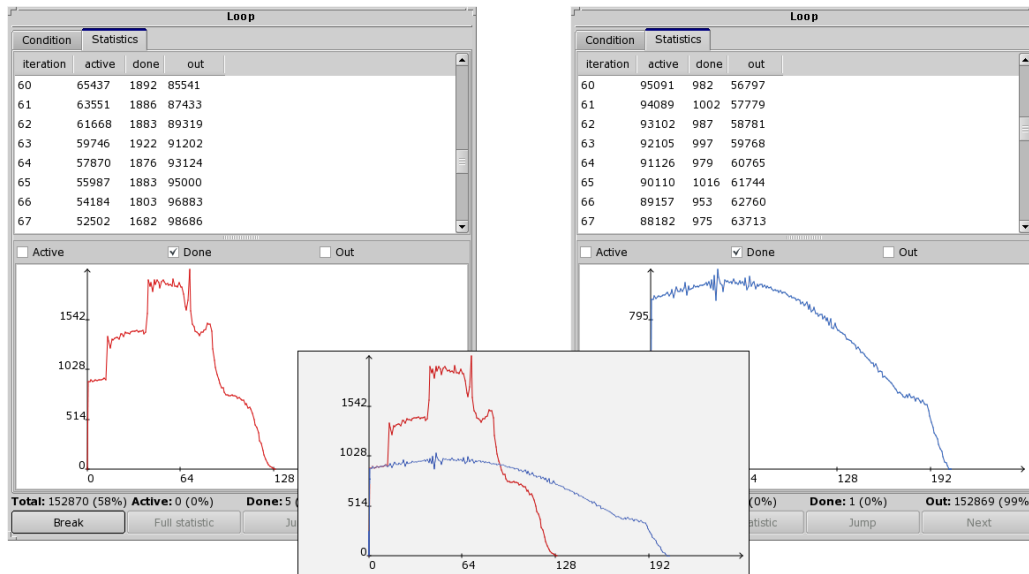 Loop
Condition Statistics
iteration active done out
60 65437 1892 85541
61 63551 1886 87433
62 61668 1883 89319
63 59746 1922 91202
64 57870 1876 93124
65 55987 1883 95000
66 54184 1803 96883
67 52502 1682 98686
Active Done Out
1542
1028
514
0
0 64 128
Total: 152870 (58%) Active: 0 (0%) Done: 5 (
Break Full statistic Ju
Loop
Condition Statistics
iteration active done out
60 95091 982 56797
61 94089 1002 57779
62 93102 987 58781
63 92105 997 59768
64 91126 979 60765
65 90110 1016 61744
66 89157 953 62760
67 88182 975 63713
Active Done Out
795
4 128 192
(0%) Done: 1 (0%) Out: 152869 (99%)
atistic Jump Next
1542
1028
514
0
0 64 128 192